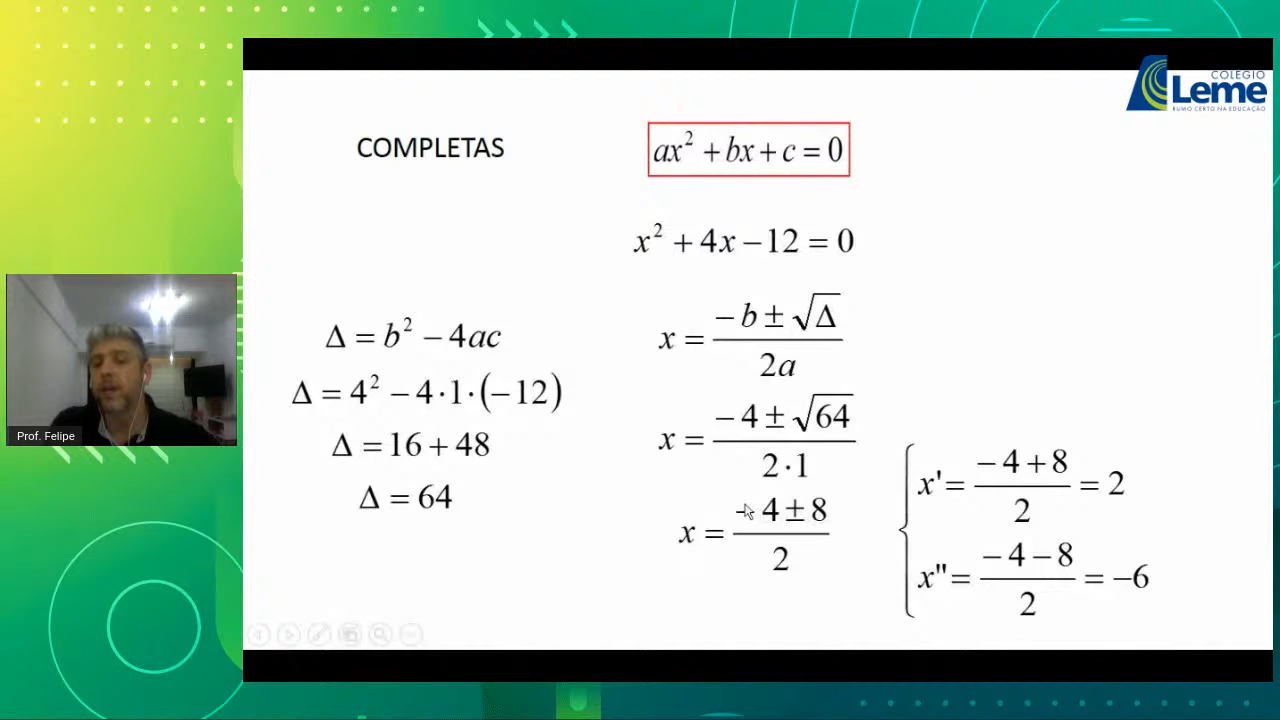 COLEGIO
Leme
RUMO CERTO NA EDUCAÇÃO
COMPLETAS
ax² + bx + c = 0
x² + 4x − 12 = 0
Δ = b² − 4ac
Δ = 4² − 4·1·(−12)
Δ = 16 + 48
Δ = 64
x = (−b ± √Δ)/(2a)
x = (−4 ± √64)/(2·1)
x = (−4 ± 8)/2
x' = (−4 + 8)/2 = 2
x'' = (−4 − 8)/2 = −6
Prof. Felipe